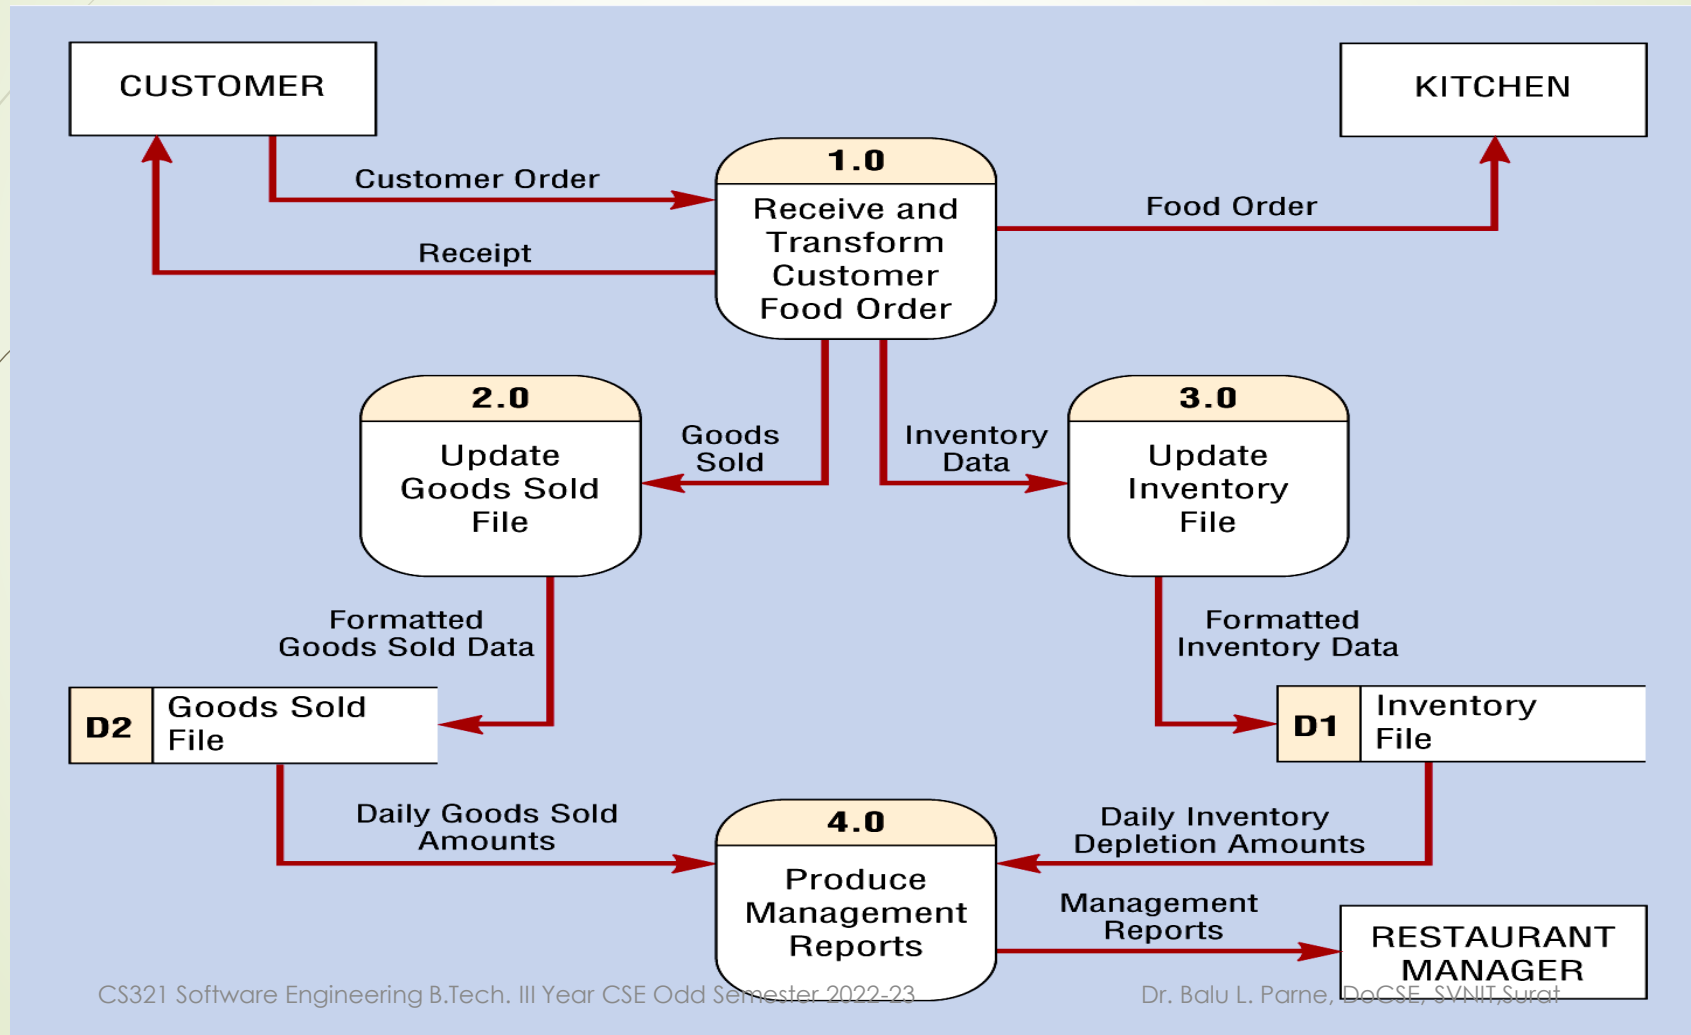 CUSTOMER
KITCHEN
1.0
Receive and
Transform
Customer
Food Order
Customer Order
Receipt
Food Order
2.0
Update
Goods Sold
File
Goods
Sold
Inventory
Data
3.0
Update
Inventory
File
Formatted
Goods Sold Data
Formatted
Inventory Data
D2
Goods Sold
File
D1
Inventory
File
Daily Goods Sold
Amounts
4.0
Produce
Management
Reports
Daily Inventory
Depletion Amounts
Management
Reports
RESTAURANT
MANAGER
CS321 Software Engineering B.Tech. III Year CSE Odd Semester 2022-23
Dr. Balu L. Parne, DoCSE, SVNIT,Surat